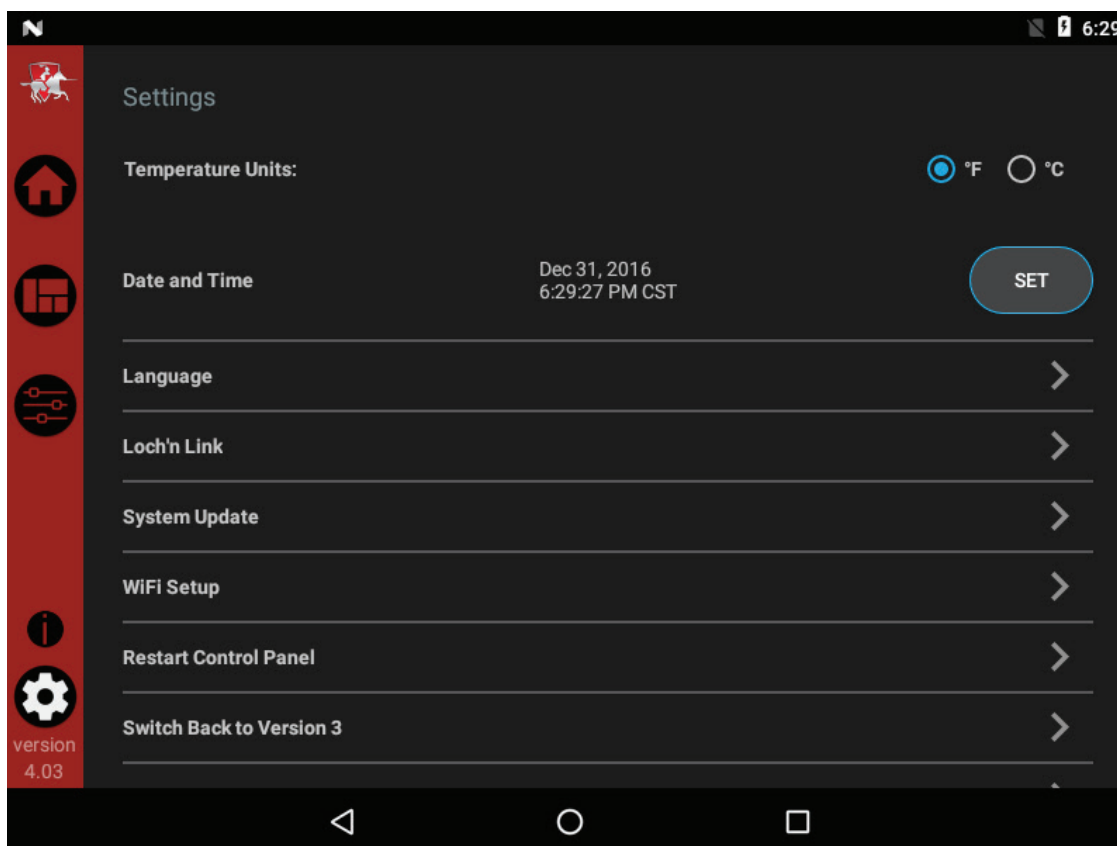 N
6:29
Settings
Temperature Units:
°F
°C
Date and Time
Dec 31, 2016
6:29:27 PM CST
SET
Language
Loch'n Link
System Update
WiFi Setup
Restart Control Panel
Switch Back to Version 3
i
version
4.03